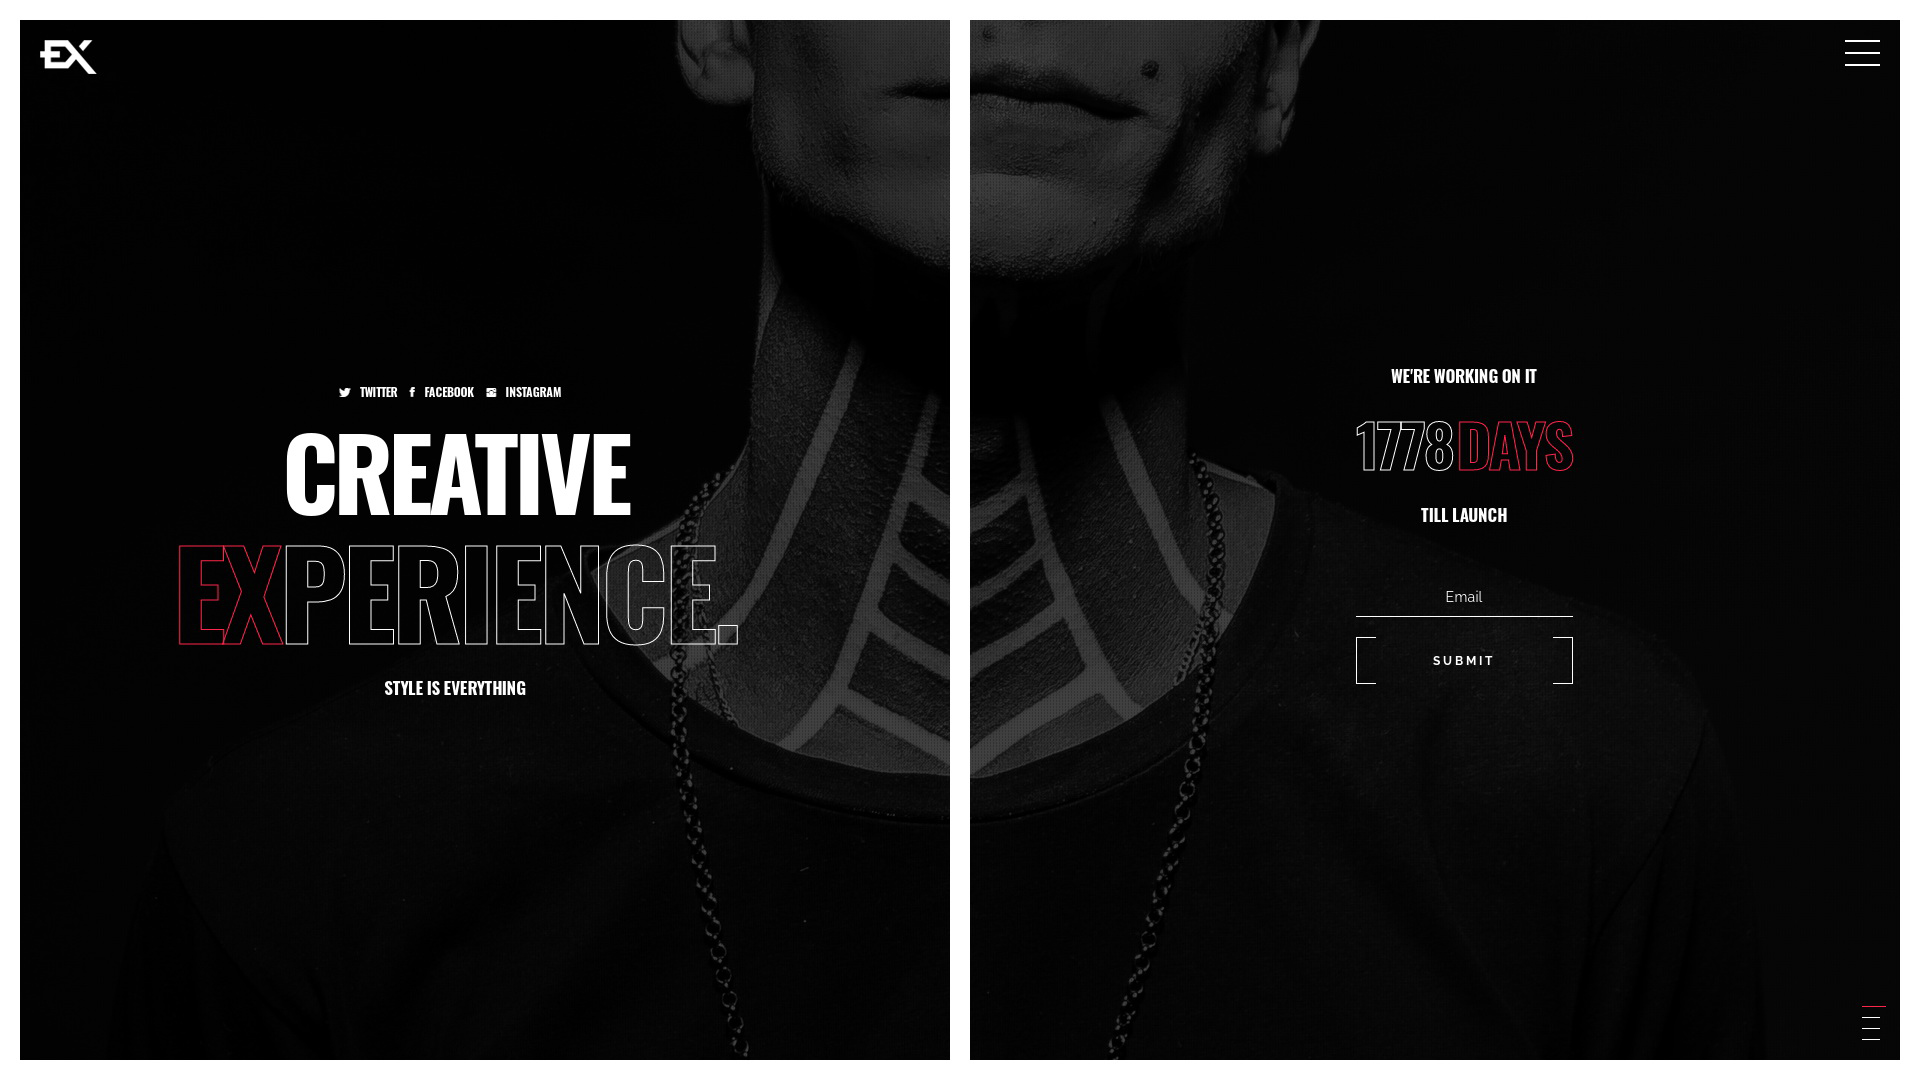 EX
TWITTER FACEBOOK INSTAGRAM
CREATIVE
EXPERIENCE.
STYLE IS EVERYTHING
WE'RE WORKING ON IT
1778 DAYS
TILL LAUNCH
Email
SUBMIT